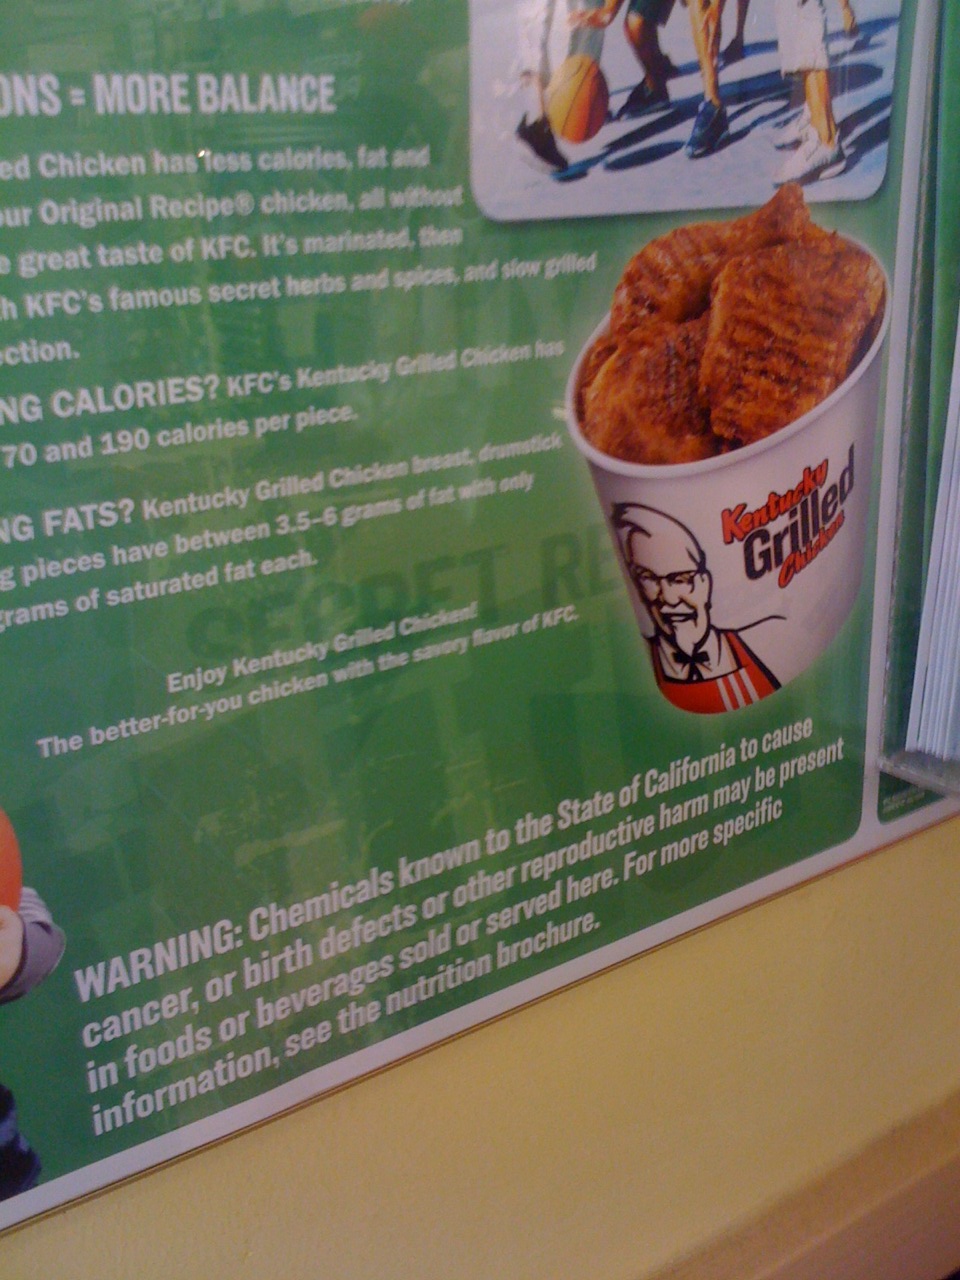 ONS = MORE BALANCE
ed Chicken has less calories, fat and
our Original Recipe® chicken, all without
e great taste of KFC. It's marinated, then
h KFC's famous secret herbs and spices, and slow grilled
ction.
NG CALORIES? KFC's Kentucky Grilled Chicken has
70 and 190 calories per piece.
NG FATS? Kentucky Grilled Chicken breast, drumstick
g pieces have between 3.5–6 grams of fat with only
grams of saturated fat each.
SECRET RE
Enjoy Kentucky Grilled Chicken!
The better-for-you chicken with the savory flavor of KFC.
Kentucky
Grilled
Chicken
WARNING: Chemicals known to the State of California to cause
cancer, or birth defects or other reproductive harm may be present
in foods or beverages sold or served here. For more specific
information, see the nutrition brochure.